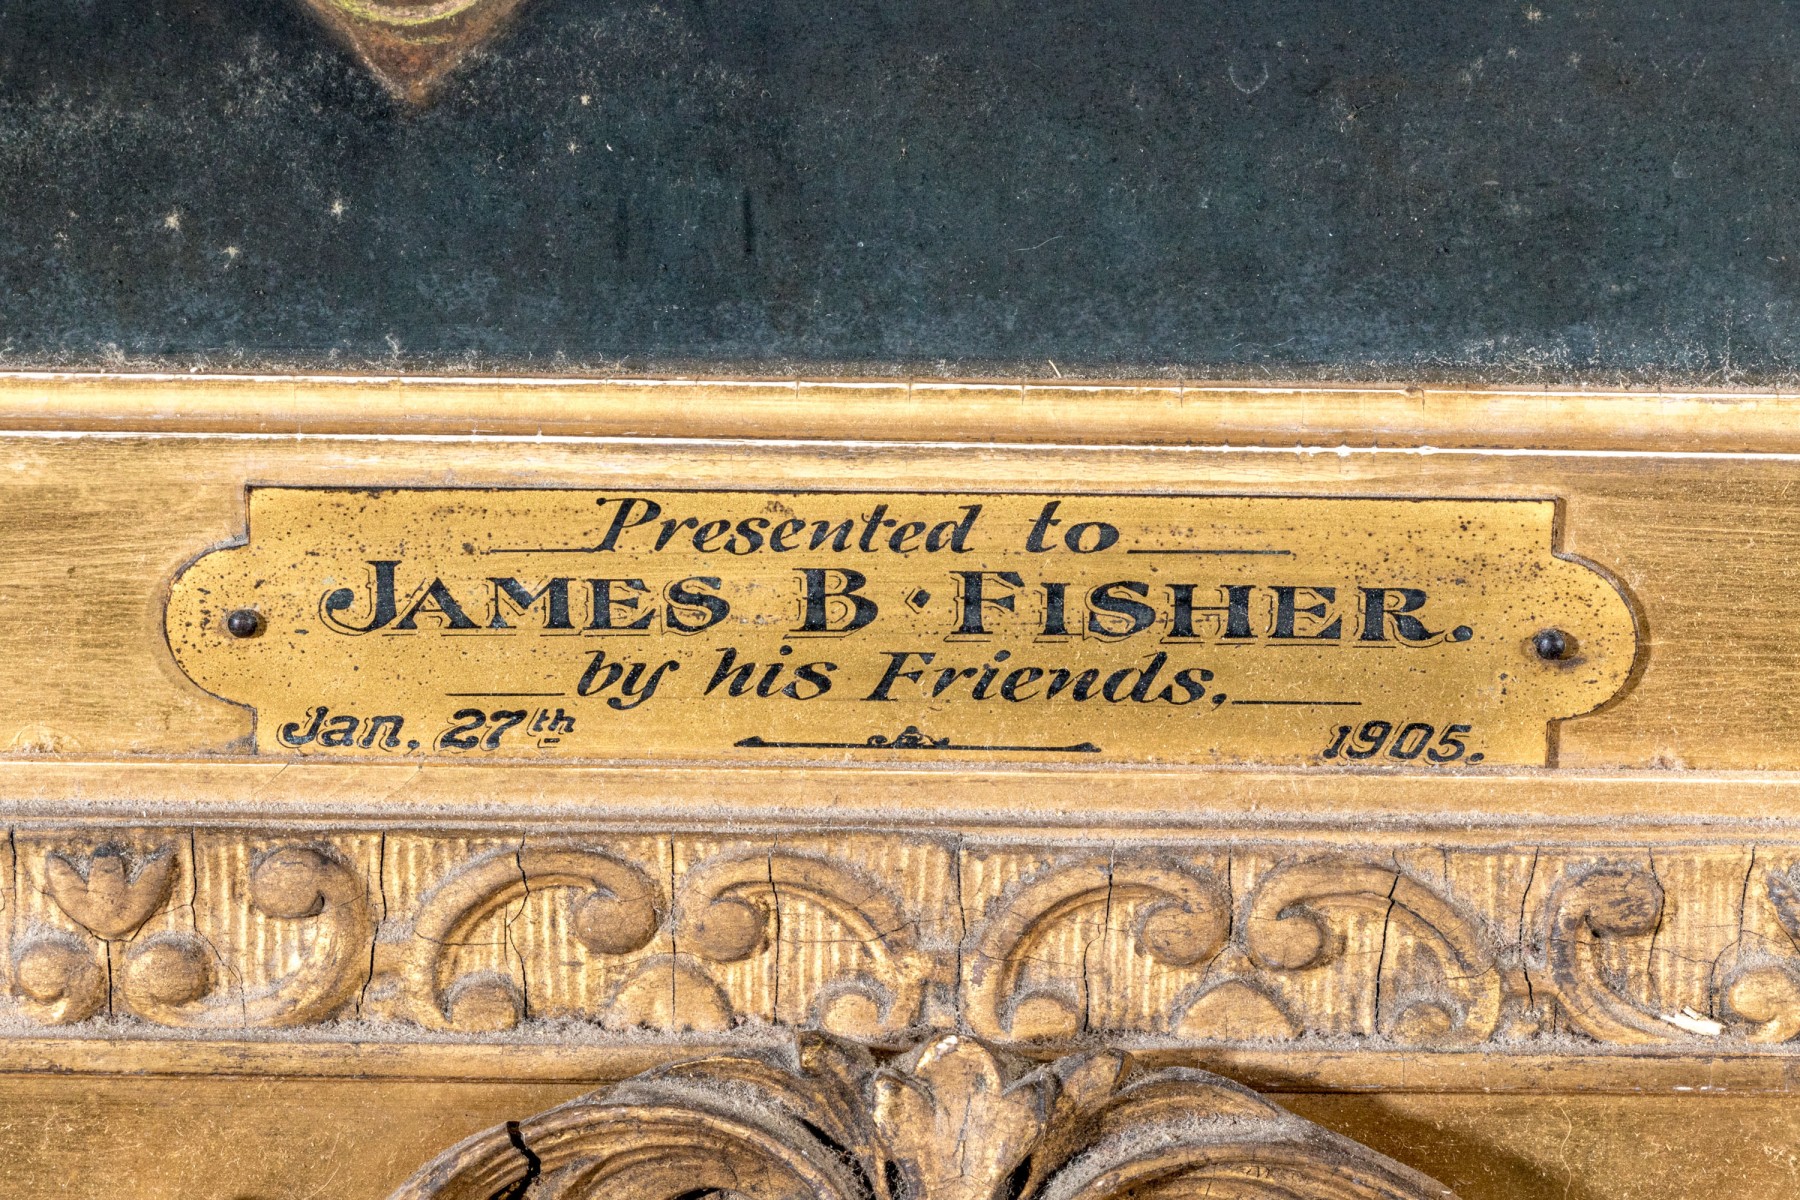 Presented to
JAMES B · FISHER.
by his Friends,
Jan. 27th 1905.